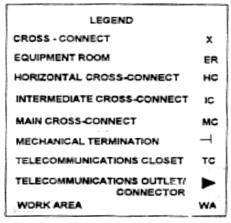 LEGEND
CROSS - CONNECT X
EQUIPMENT ROOM ER
HORIZONTAL CROSS-CONNECT HC
INTERMEDIATE CROSS-CONNECT IC
MAIN CROSS-CONNECT MC
MECHANICAL TERMINATION
TELECOMMUNICATIONS CLOSET TC
TELECOMMUNICATIONS OUTLET/
CONNECTOR
WORK AREA WA